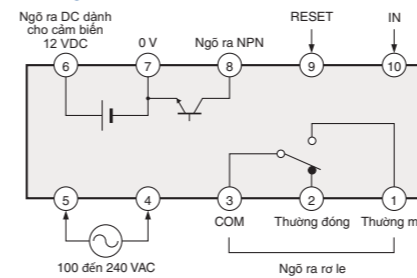 Ngõ ra DC dành
cho cảm biến
12 VDC
0 V
Ngõ ra NPN
RESET
IN
6
7
8
9
10
5
4
3
2
1
COM
Thường đóng
Thường m
100 đến 240 VAC
Ngõ ra rơ le